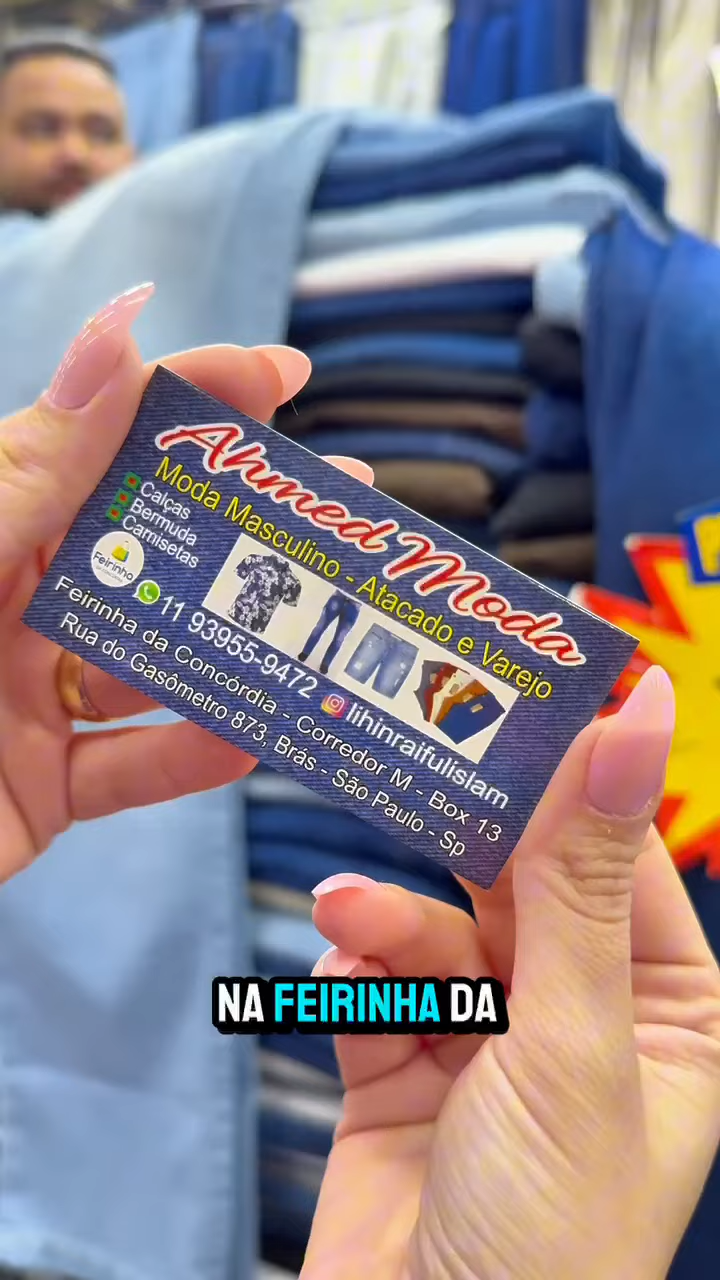 Ahmed Moda
Moda Masculino - Atacado e Varejo
Calças
Bermuda
Camisetas
Feirinha
11 93955-9472 lihinraifulislam
Feirinha da Concórdia - Corredor M - Box 13
Rua do Gasômetro 873, Brás - São Paulo - Sp
NA FEIRINHA DA